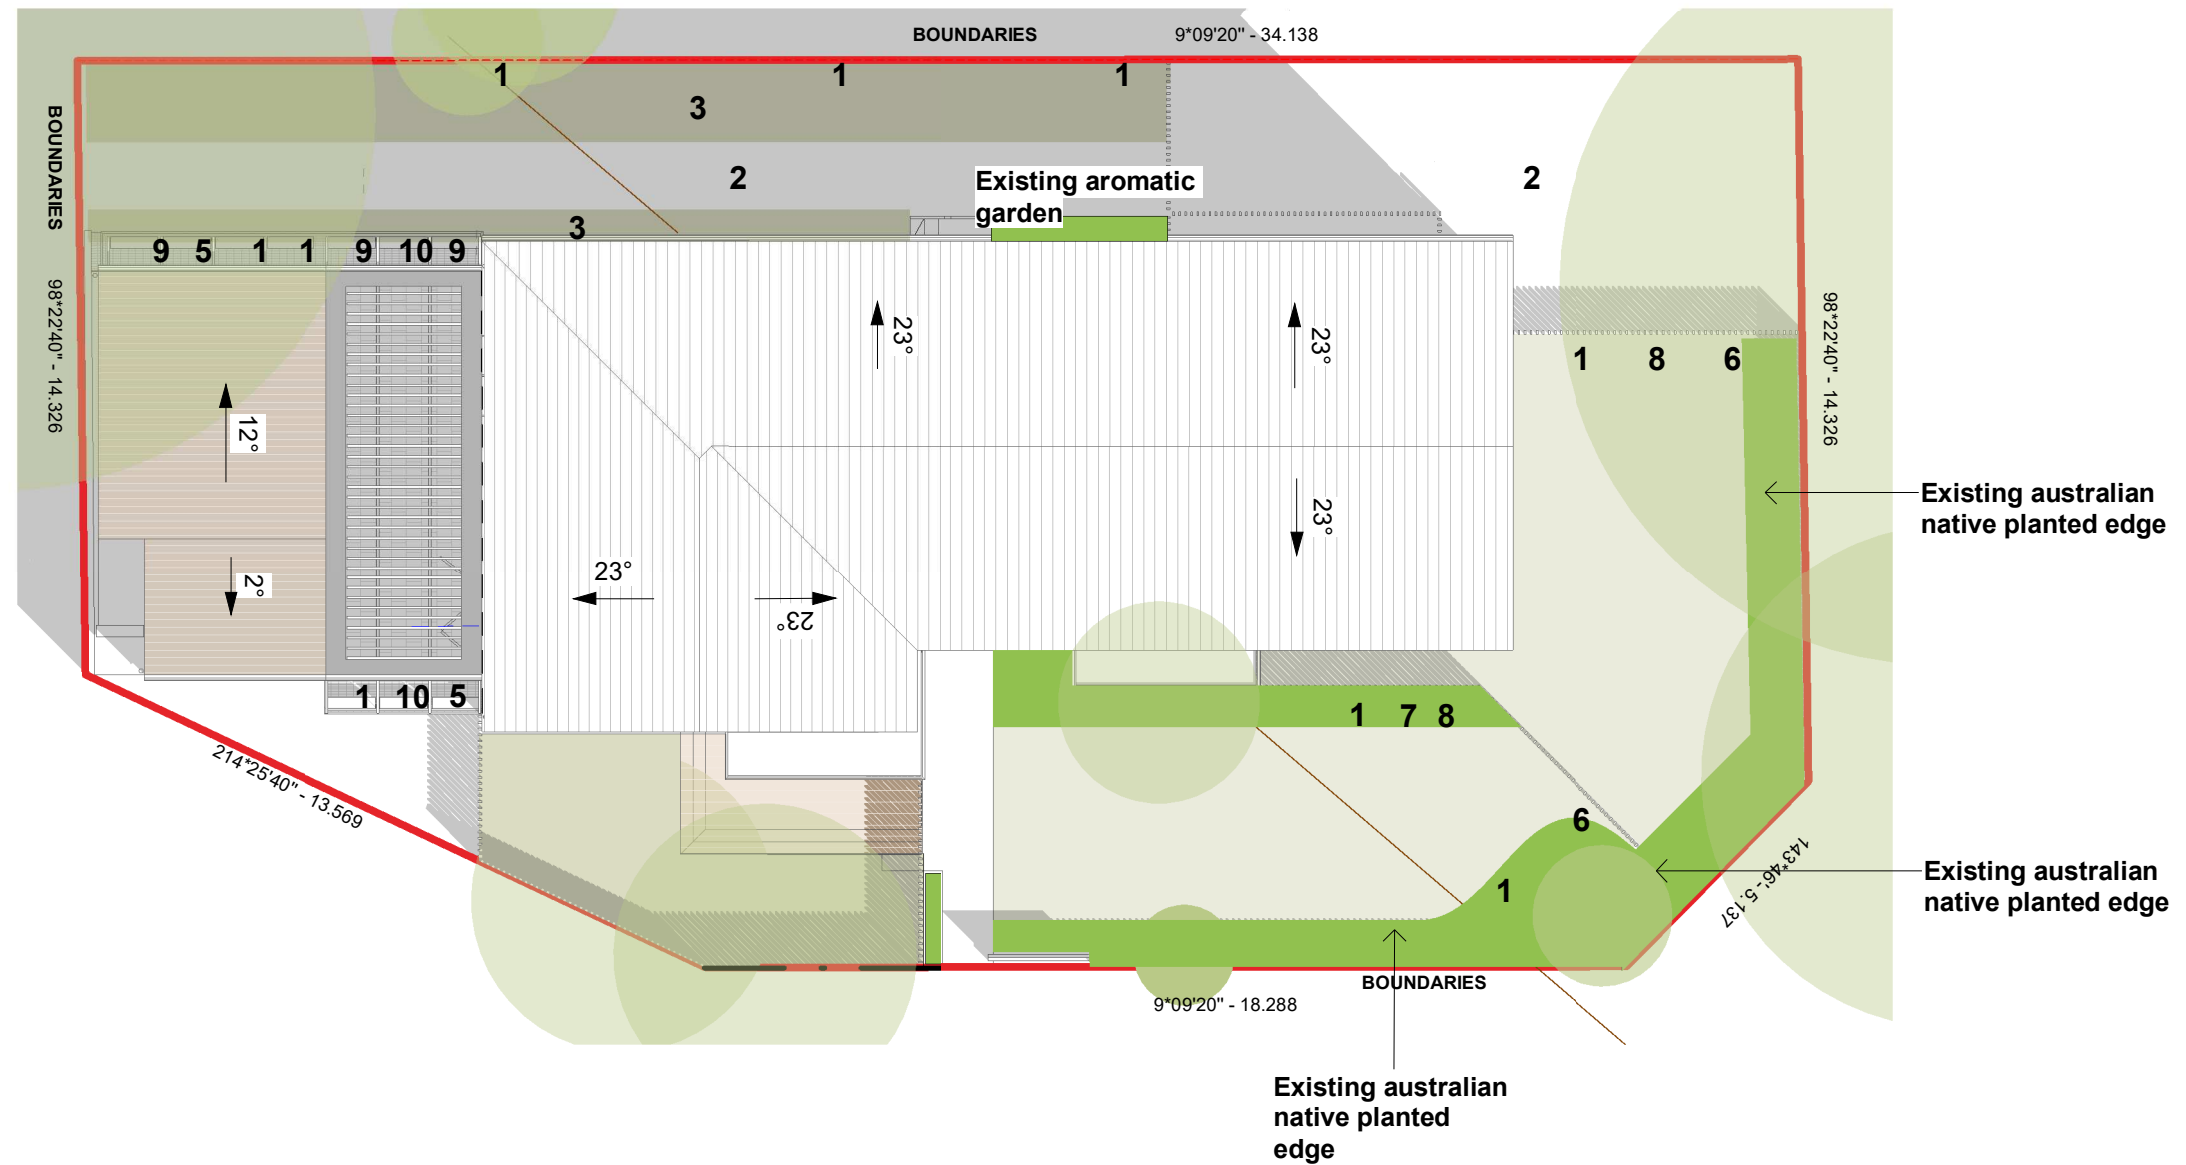 BOUNDARIES 9*09'20" - 34.138
1 1 1
3
2 2
Existing aromatic
garden
3
9 5 1 1 9 10 9
BOUNDARIES 98*22'40" - 14.326
98*22'40" - 14.326
23° 23°
1 8 6
12°
23°
Existing australian
native planted edge
2°
23°
23°
1 10 5
1 7 8
214*25'40" - 13.569
6
1
143*46' - 5.137
Existing australian
native planted edge
BOUNDARIES
9*09'20" - 18.288
Existing australian
native planted
edge